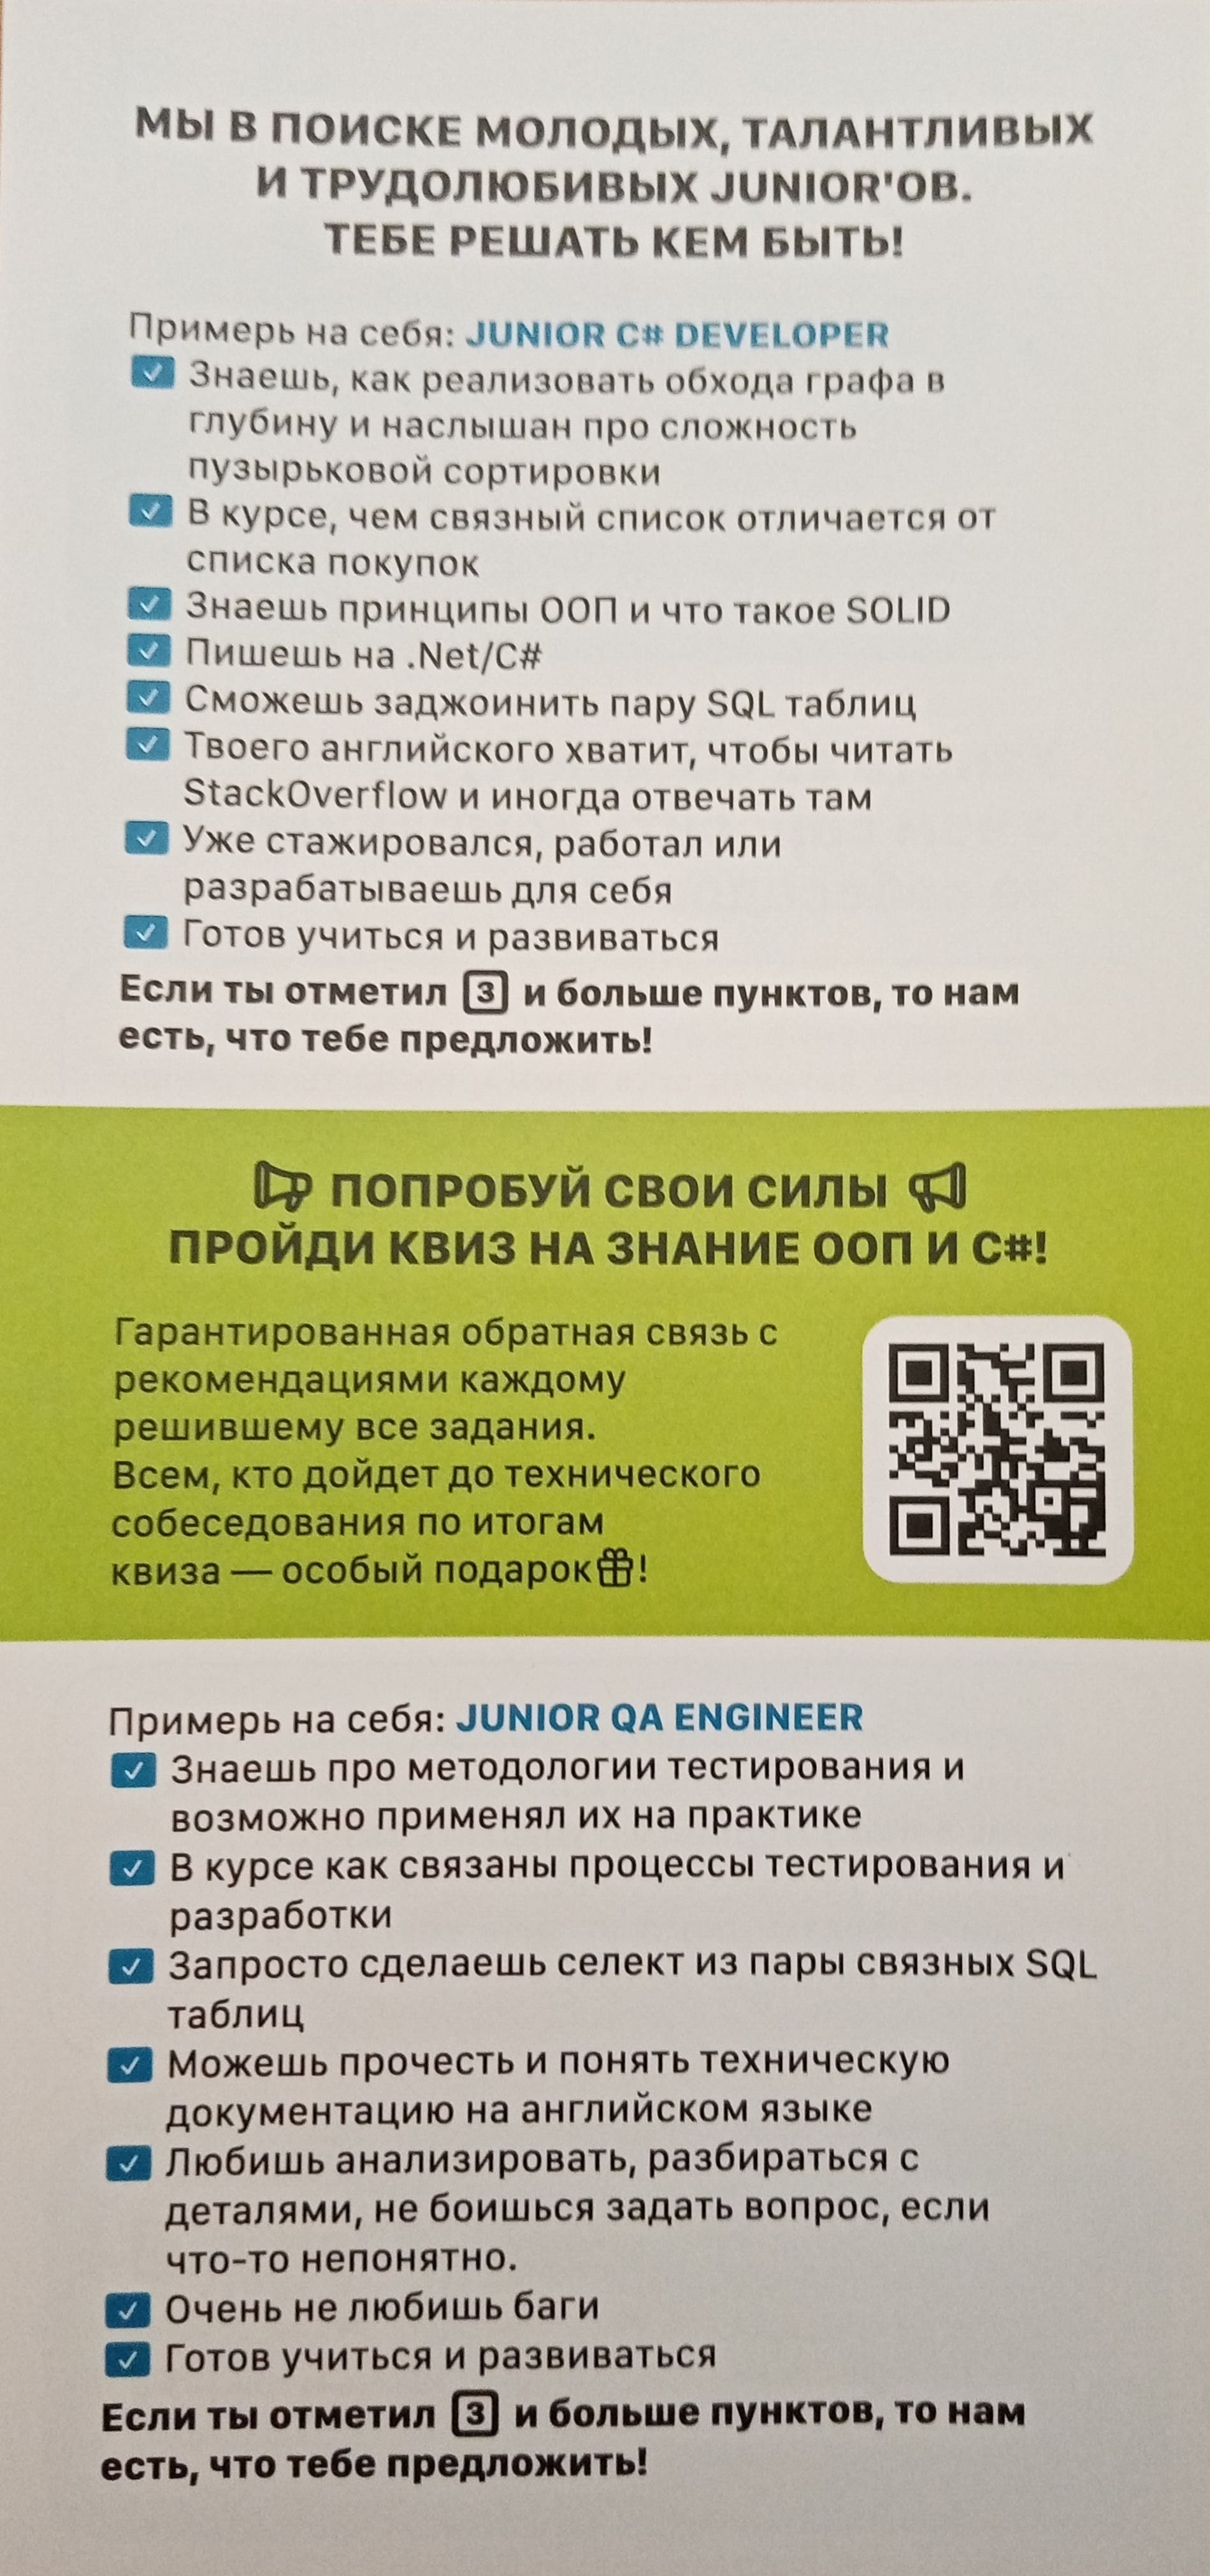 МЫ В ПОИСКЕ МОЛОДЫХ, ТАЛАНТЛИВЫХ
И ТРУДОЛЮБИВЫХ JUNIOR'ОВ.
ТЕБЕ РЕШАТЬ КЕМ БЫТЬ!
Примерь на себя: JUNIOR C# DEVELOPER
Знаешь, как реализовать обхода графа в
глубину и наслышан про сложность
пузырьковой сортировки
В курсе, чем связный список отличается от
списка покупок
Знаешь принципы ООП и что такое SOLID
Пишешь на .Net/C#
Сможешь заджоинить пару SQL таблиц
Твоего английского хватит, чтобы читать
StackOverflow и иногда отвечать там
Уже стажировался, работал или
разрабатываешь для себя
Готов учиться и развиваться
Если ты отметил 3 и больше пунктов, то нам
есть, что тебе предложить!
ПОПРОБУЙ СВОИ СИЛЫ
ПРОЙДИ КВИЗ НА ЗНАНИЕ ООП И C#!
Гарантированная обратная связь с
рекомендациями каждому
решившему все задания.
Всем, кто дойдет до технического
собеседования по итогам
квиза — особый подарок!
Примерь на себя: JUNIOR QA ENGINEER
Знаешь про методологии тестирования и
возможно применял их на практике
В курсе как связаны процессы тестирования и
разработки
Запросто сделаешь селект из пары связных SQL
таблиц
Можешь прочесть и понять техническую
документацию на английском языке
Любишь анализировать, разбираться с
деталями, не боишься задать вопрос, если
что-то непонятно.
Очень не любишь баги
Готов учиться и развиваться
Если ты отметил 3 и больше пунктов, то нам
есть, что тебе предложить!